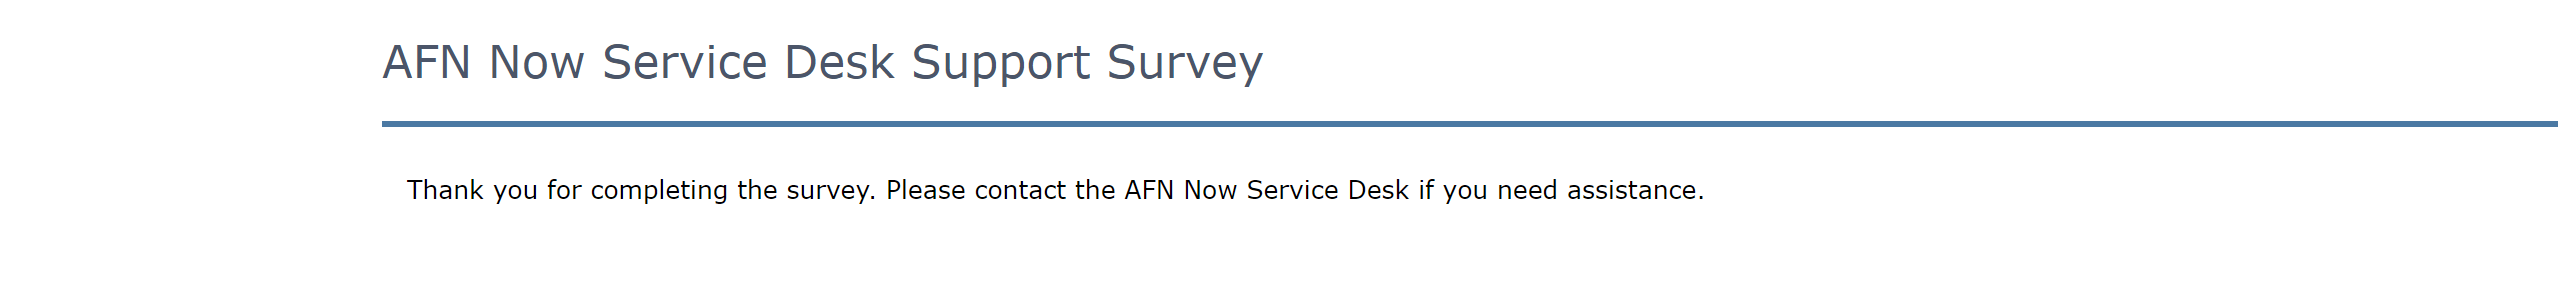 AFN Now Service Desk Support Survey
Thank you for completing the survey. Please contact the AFN Now Service Desk if you need assistance.